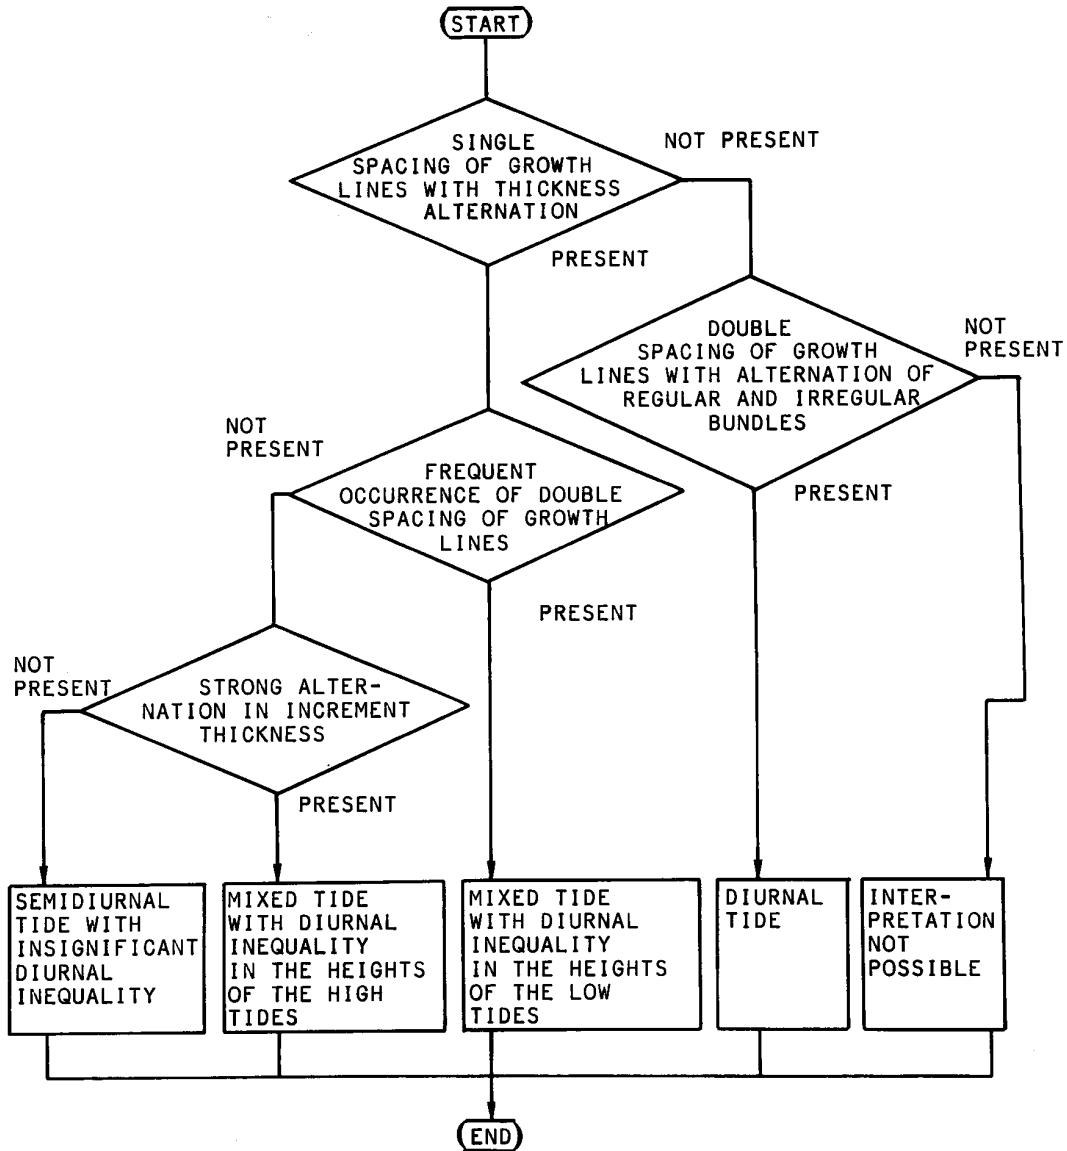 START
SINGLE
SPACING OF GROWTH
LINES WITH THICKNESS
ALTERNATION
NOT PRESENT
PRESENT
DOUBLE
SPACING OF GROWTH
LINES WITH ALTERNATION OF
REGULAR AND IRREGULAR
BUNDLES
NOT
PRESENT
PRESENT
NOT
PRESENT
FREQUENT
OCCURRENCE OF DOUBLE
SPACING OF GROWTH
LINES
PRESENT
NOT
PRESENT
STRONG ALTER-
NATION IN INCREMENT
THICKNESS
PRESENT
SEMIDIURNAL
TIDE WITH
INSIGNIFICANT
DIURNAL
INEQUALITY
MIXED TIDE
WITH DIURNAL
INEQUALITY
IN THE HEIGHTS
OF THE HIGH
TIDES
MIXED TIDE
WITH DIURNAL
INEQUALITY
IN THE HEIGHTS
OF THE LOW
TIDES
DIURNAL
TIDE
INTER-
PRETATION
NOT
POSSIBLE
END